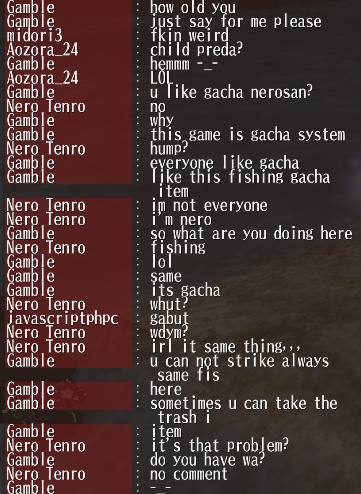 Gamble : how old you
Gamble : just say for me please
midori3_ : fkin weird
Aozora_24 : child preda?
Gamble : hemmm -_-
Aozora_24 : LOL
Gamble : u like gacha nerosan?
Nero Tenro : no
Gamble : why
Gamble : this game is gacha system
Nero Tenro : hump?
Gamble : everyone like gacha
Gamble : like this fishing gacha
item
Nero Tenro : im not everyone
Nero Tenro : i'm nero
Gamble : so what are you doing here
Nero Tenro : fishing
Gamble : lol
Gamble : same
Gamble : its gacha
Nero Tenro : whut?
javascriptphpc : gabut
Nero Tenro : wdym?
Nero Tenro : irl it same thing,,,
Gamble : u can not strike always
same fis
Gamble : here
Gamble : sometimes u can take the
trash i
Gamble : item
Nero Tenro : it's that problem?
Gamble : do you have wa?
Nero Tenro : no comment
Gamble : -_-